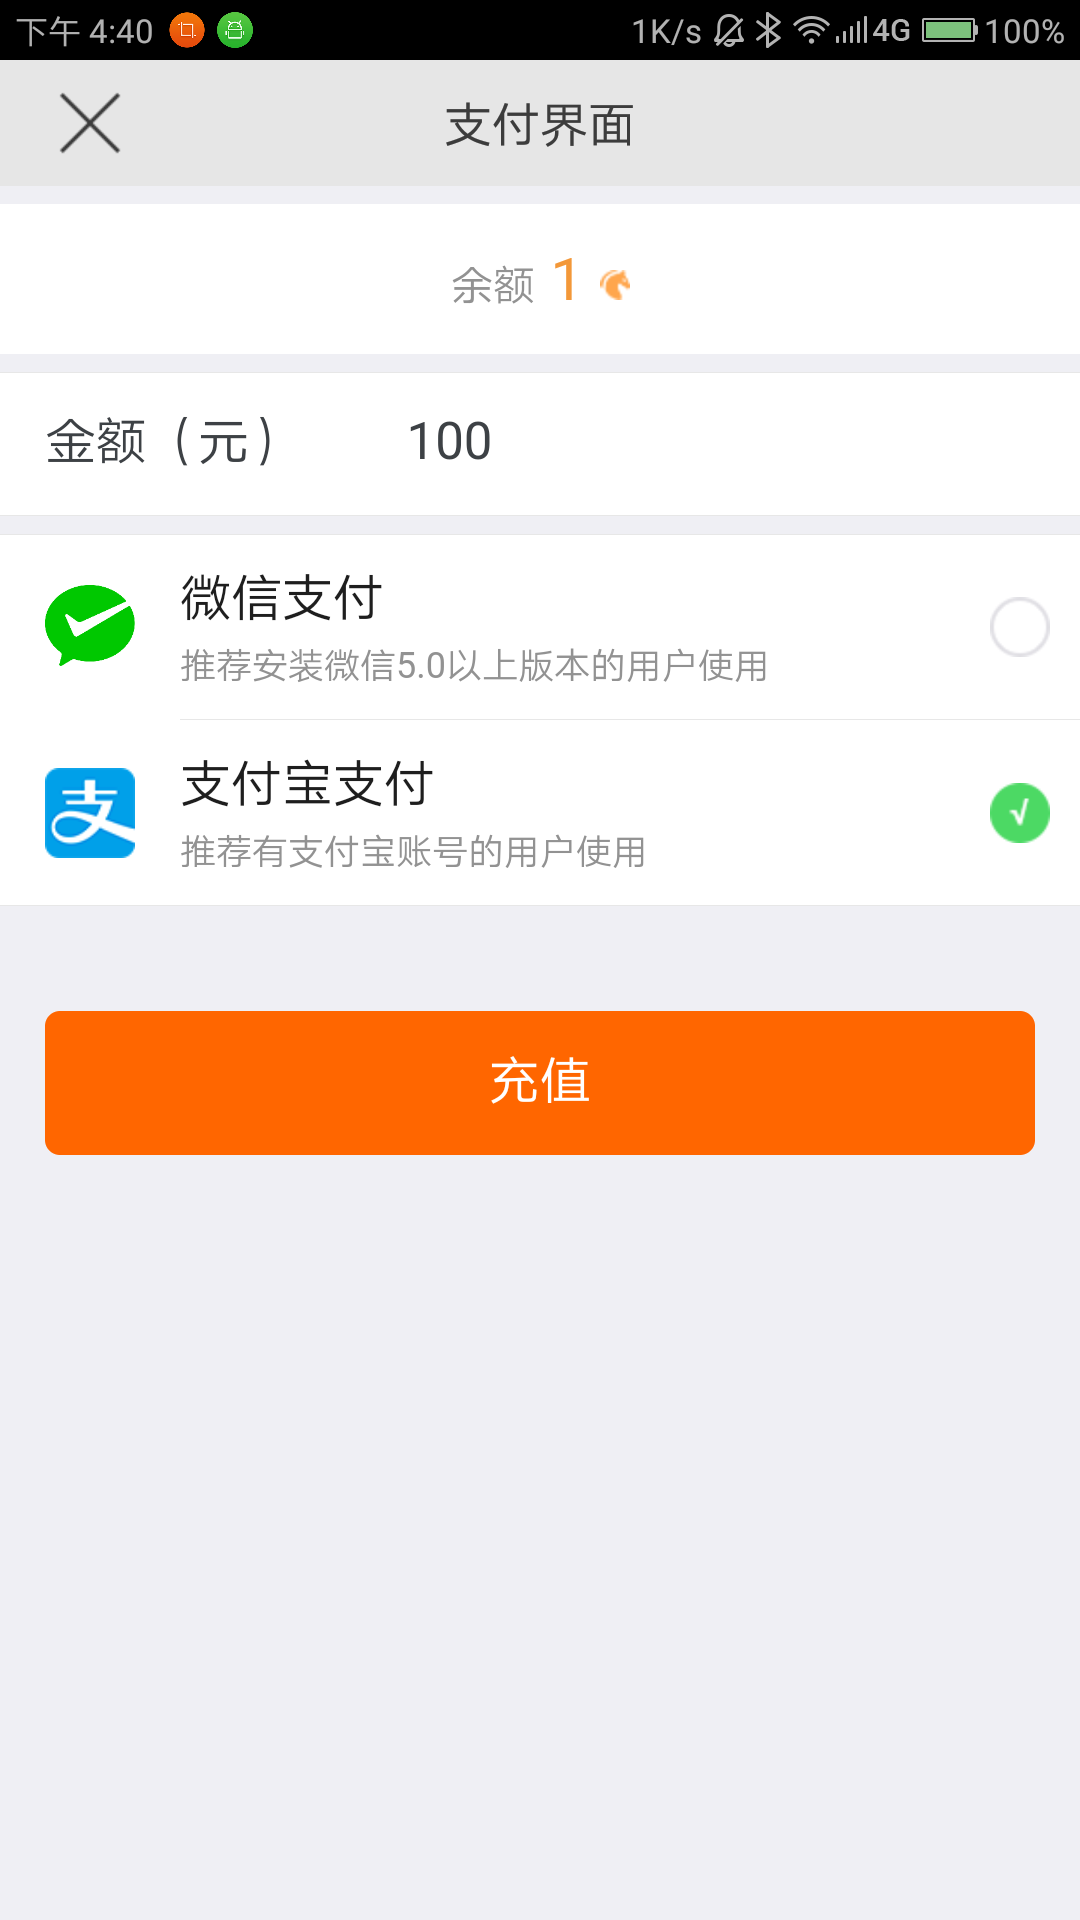 下午 4:40 1K/s 4G 100%
支付界面
余额 1
金额（元） 100
微信支付
推荐安装微信5.0以上版本的用户使用
支付宝支付
推荐有支付宝账号的用户使用
充值